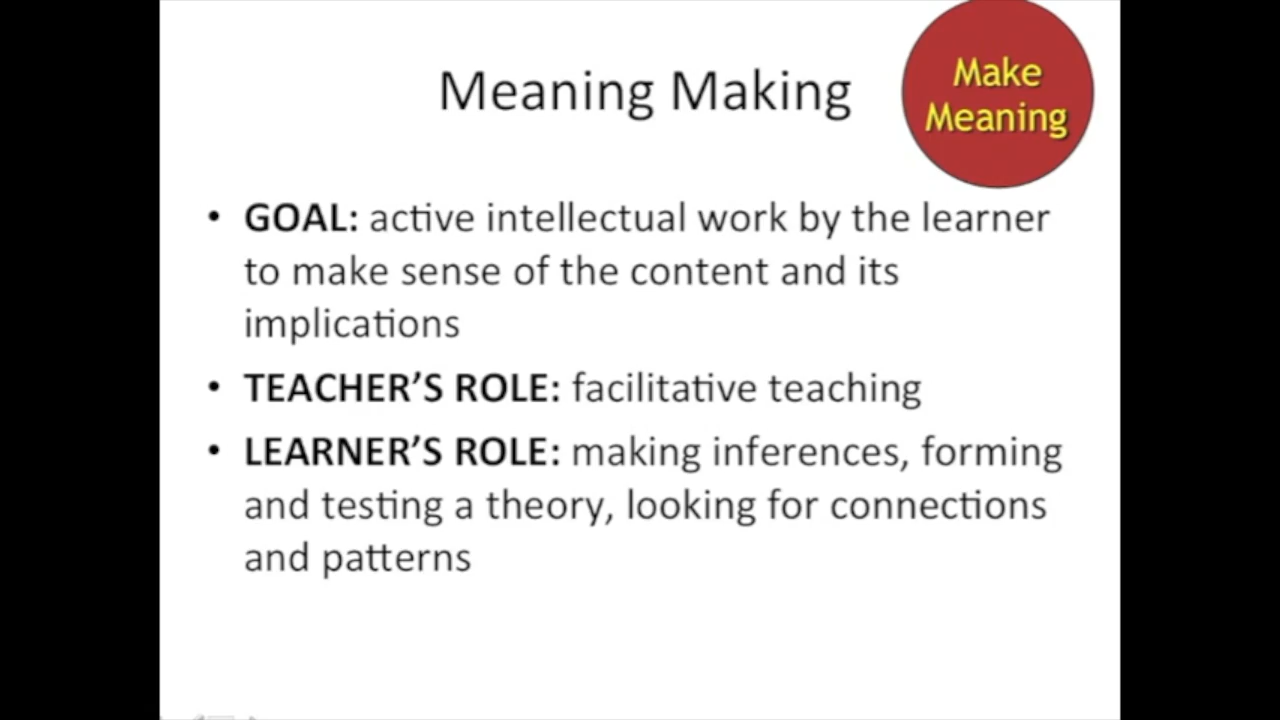 Meaning Making
Make
Meaning
• GOAL: active intellectual work by the learner
to make sense of the content and its
implications
• TEACHER’S ROLE: facilitative teaching
• LEARNER’S ROLE: making inferences, forming
and testing a theory, looking for connections
and patterns